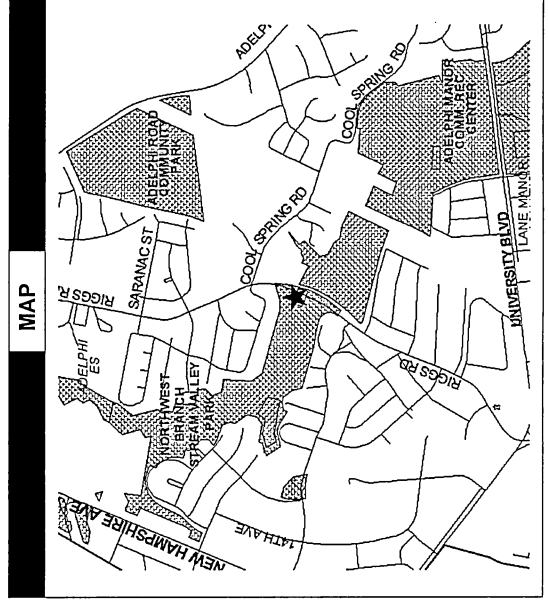 MAP
ADELPHI ES
RIGGS R
SARANAC ST
ADELPHI ROAD
COMMUNITY
PARK
ADELP
COOL SPRING RD
COOL SPRING RD
ADELPHI MANOR
COMM. REC.
CENTER
LANE MANOR
UNIVERSITY BLVD
RIGGS RD
NORTHWEST
BRANCH
STREAM VALLEY
PARK
14TH AVE
NEW HAMPSHIRE AVE